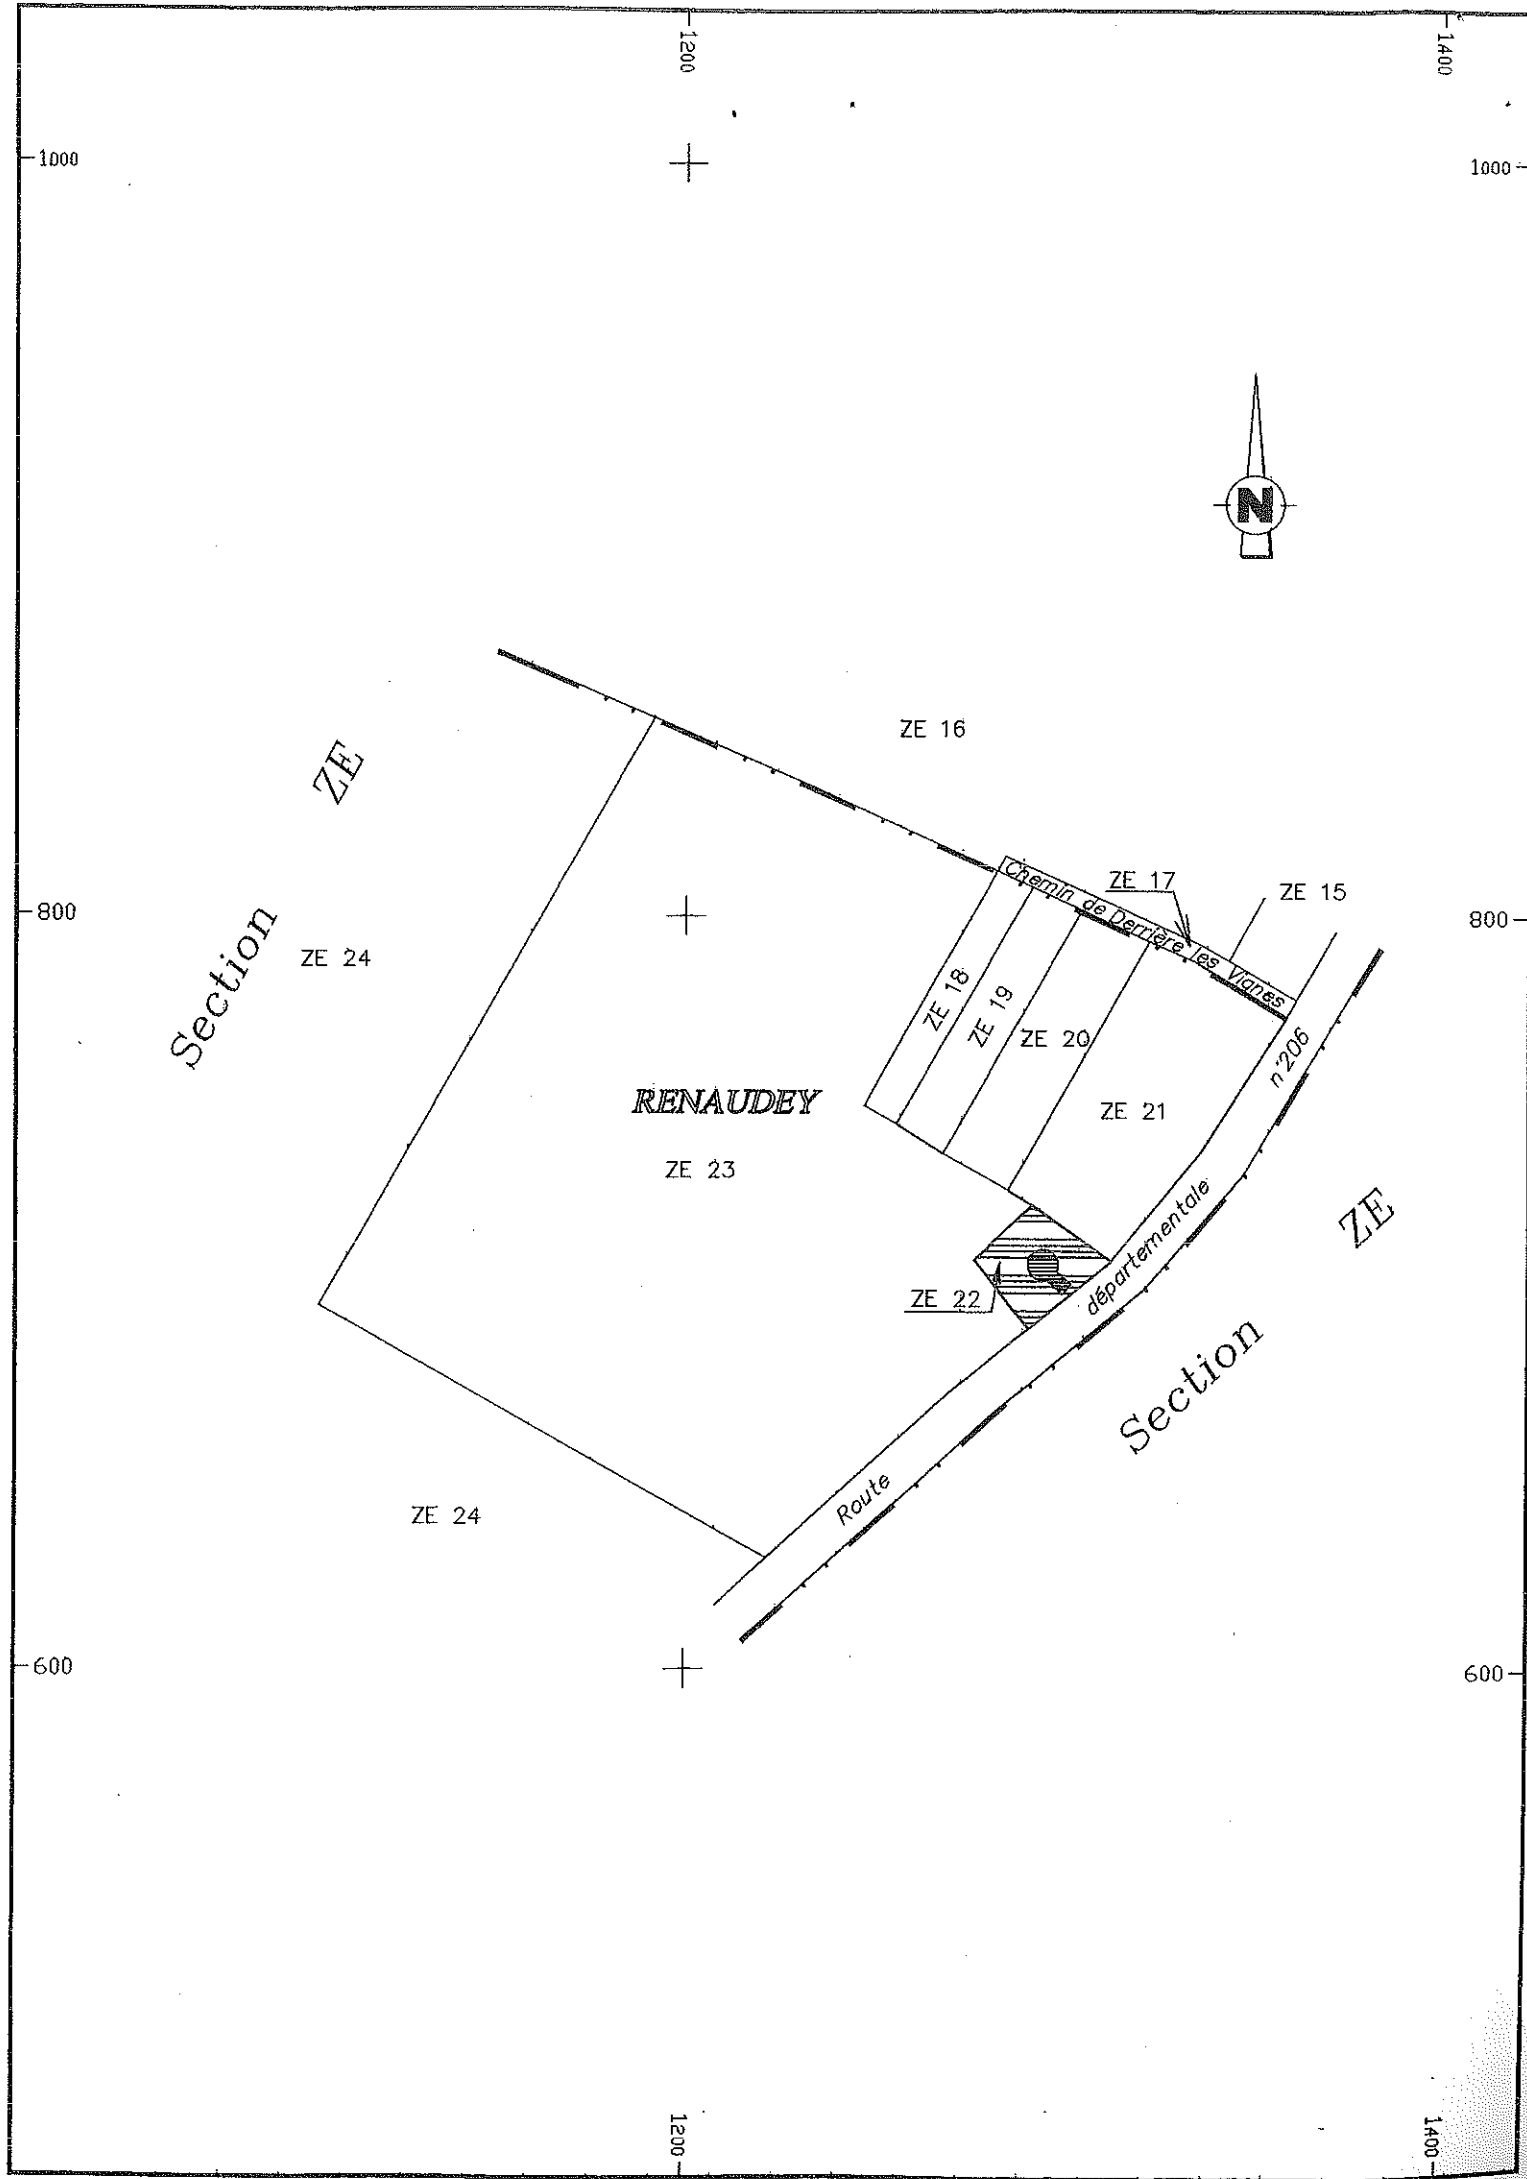 1200
1400
1000
1000
N
ZE 16
Section ZE
Chemin de Derrière les Vignes
ZE 17
ZE 15
800
800
ZE 24
ZE 18
ZE 19
ZE 20
n°206
RENAUDEY
ZE 21
ZE 23
départementale
ZE 22
Section ZE
Route
ZE 24
600
600
1200
1400